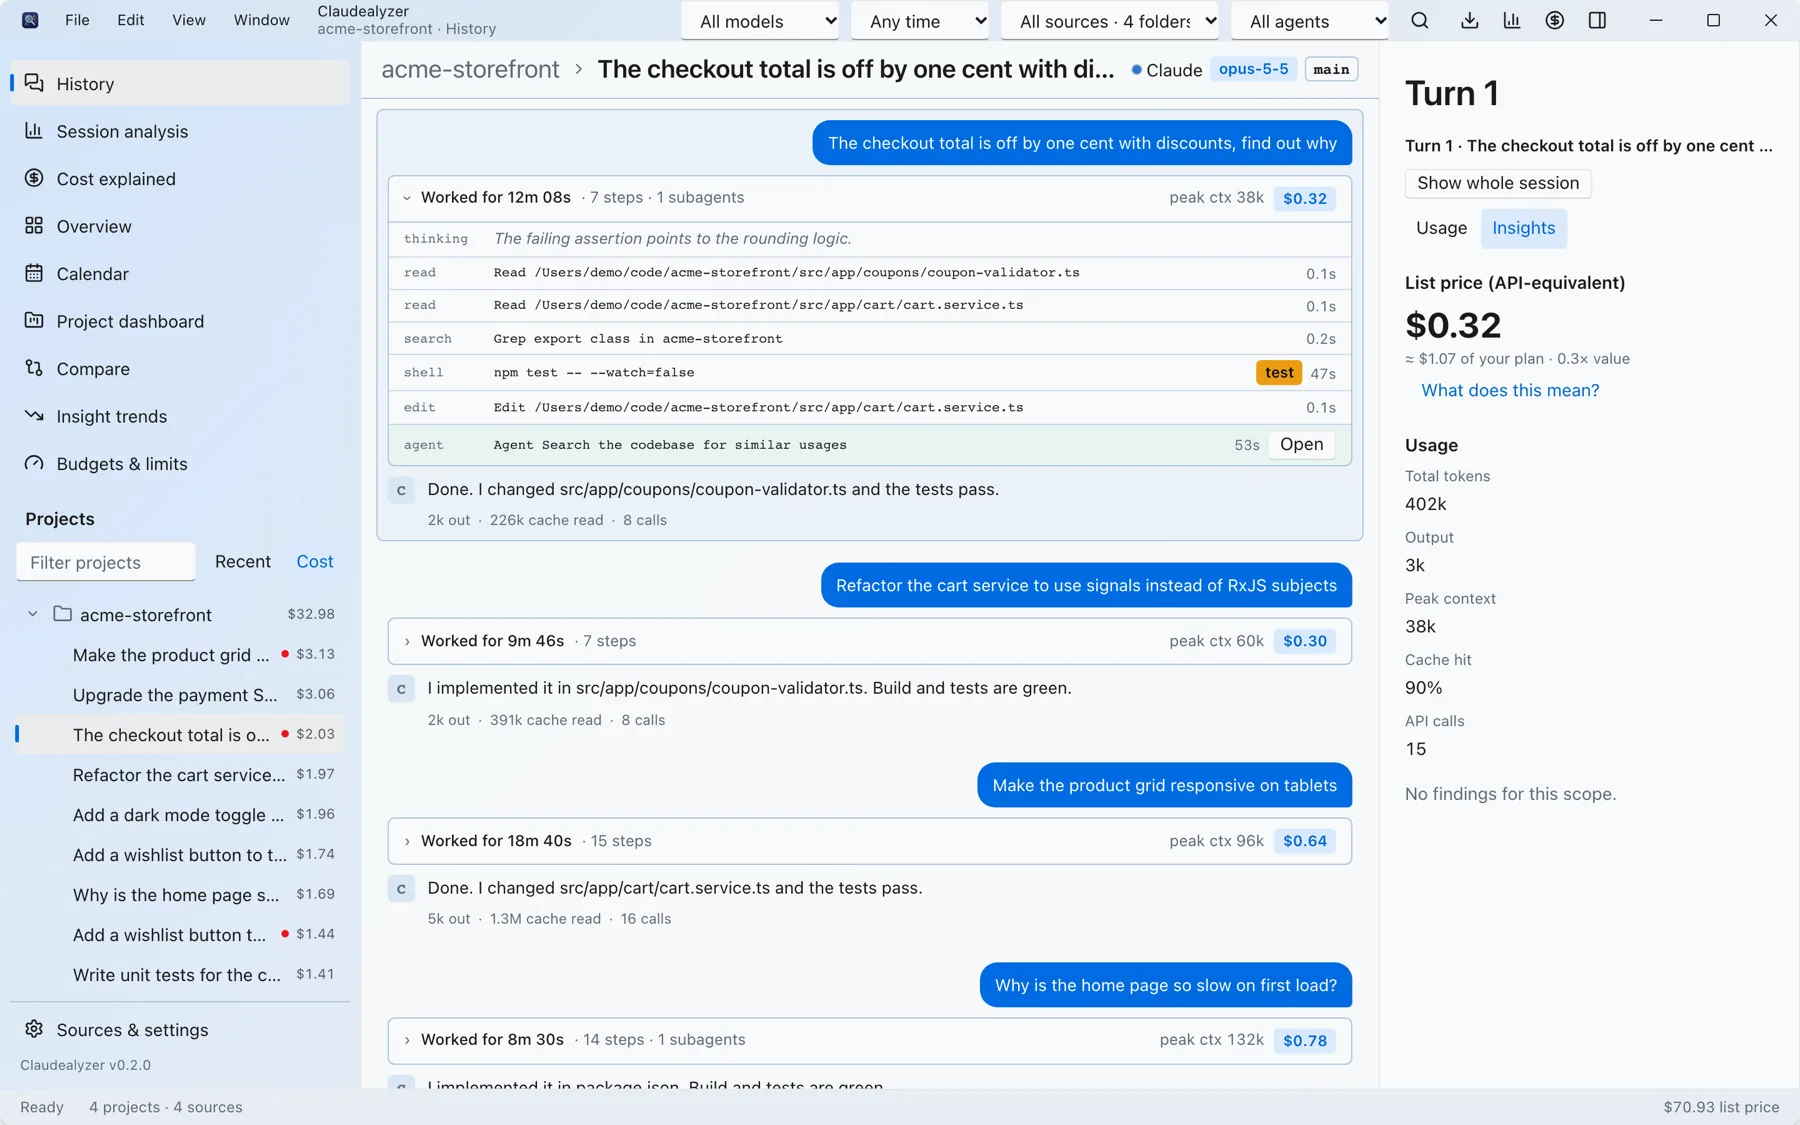 File Edit View Window
Claudealyzer
acme-storefront · History
All models
Any time
All sources · 4 folders
All agents
History
Session analysis
Cost explained
Overview
Calendar
Project dashboard
Compare
Insight trends
Budgets & limits
Projects
Filter projects
Recent
Cost
acme-storefront $32.98
Make the product grid ... $3.13
Upgrade the payment S... $3.06
The checkout total is o... $2.03
Refactor the cart service... $1.97
Add a dark mode toggle ... $1.96
Add a wishlist button to t... $1.74
Why is the home page s... $1.69
Add a wishlist button t... $1.44
Write unit tests for the c... $1.41
Sources & settings
Claudealyzer v0.2.0
acme-storefront › The checkout total is off by one cent with di... Claude opus-5-5 main
The checkout total is off by one cent with discounts, find out why
Worked for 12m 08s · 7 steps · 1 subagents peak ctx 38k $0.32
thinking The failing assertion points to the rounding logic.
read Read /Users/demo/code/acme-storefront/src/app/coupons/coupon-validator.ts 0.1s
read Read /Users/demo/code/acme-storefront/src/app/cart/cart.service.ts 0.1s
search Grep export class in acme-storefront 0.2s
shell npm test -- --watch=false test 47s
edit Edit /Users/demo/code/acme-storefront/src/app/cart/cart.service.ts 0.1s
agent Agent Search the codebase for similar usages 53s Open
C Done. I changed src/app/coupons/coupon-validator.ts and the tests pass.
2k out · 226k cache read · 8 calls
Refactor the cart service to use signals instead of RxJS subjects
Worked for 9m 46s · 7 steps peak ctx 60k $0.30
C I implemented it in src/app/coupons/coupon-validator.ts. Build and tests are green.
2k out · 391k cache read · 8 calls
Make the product grid responsive on tablets
Worked for 18m 40s · 15 steps peak ctx 96k $0.64
C Done. I changed src/app/cart/cart.service.ts and the tests pass.
5k out · 1.3M cache read · 16 calls
Why is the home page so slow on first load?
Worked for 8m 30s · 14 steps · 1 subagents peak ctx 132k $0.78
C I implemented it in package.json. Build and tests are green.
Turn 1
Turn 1 · The checkout total is off by one cent ...
Show whole session
Usage Insights
List price (API-equivalent)
$0.32
≈ $1.07 of your plan · 0.3× value
What does this mean?
Usage
Total tokens
402k
Output
3k
Peak context
38k
Cache hit
90%
API calls
15
No findings for this scope.
Ready 4 projects · 4 sources
$70.93 list price